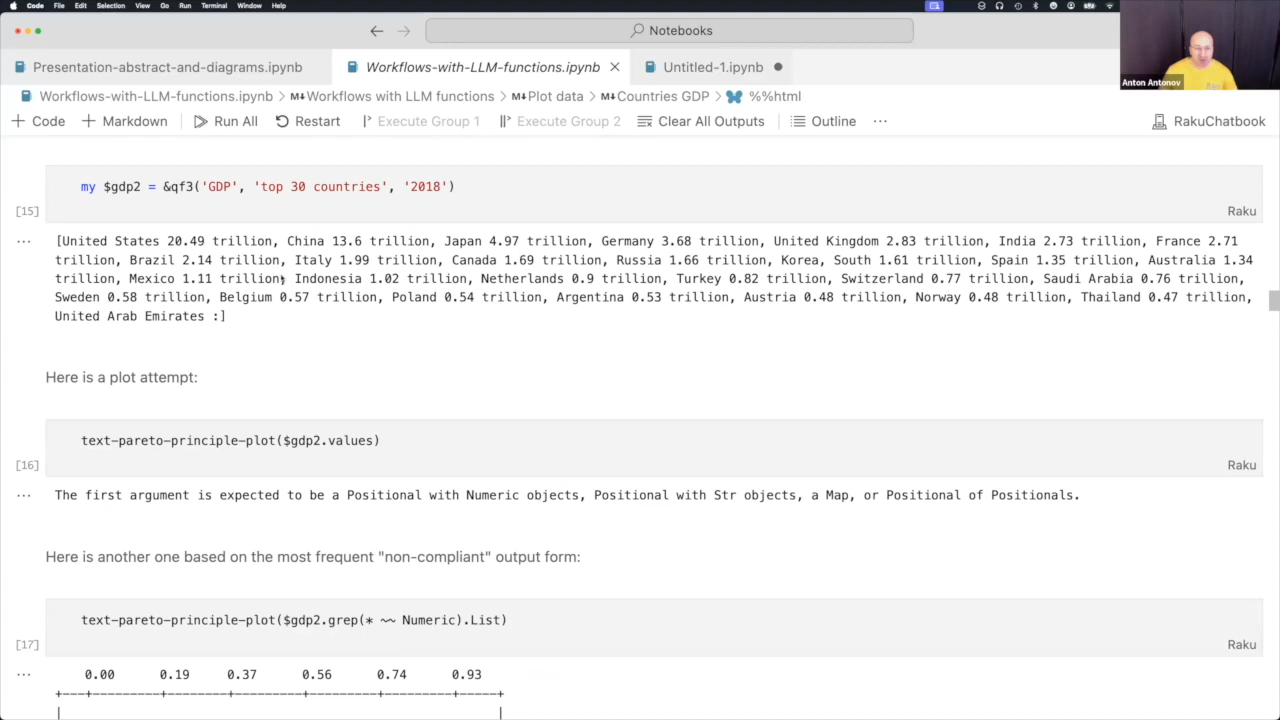 Code File Edit Selection View Go Run Terminal Window Help
Notebooks
Presentation-abstract-and-diagrams.ipynb Workflows-with-LLM-functions.ipynb Untitled-1.ipynb
Anton Antonov
Workflows-with-LLM-functions.ipynb > M↓Workflows with LLM functions > M↓Plot data > M↓Countries GDP > %%html
+ Code + Markdown Run All Restart Execute Group 1 Execute Group 2 Clear All Outputs Outline ... RakuChatbook
my $gdp2 = &qf3('GDP', 'top 30 countries', '2018')
[15] Raku
... [United States 20.49 trillion, China 13.6 trillion, Japan 4.97 trillion, Germany 3.68 trillion, United Kingdom 2.83 trillion, India 2.73 trillion, France 2.71
trillion, Brazil 2.14 trillion, Italy 1.99 trillion, Canada 1.69 trillion, Russia 1.66 trillion, Korea, South 1.61 trillion, Spain 1.35 trillion, Australia 1.34
trillion, Mexico 1.11 trillion, Indonesia 1.02 trillion, Netherlands 0.9 trillion, Turkey 0.82 trillion, Switzerland 0.77 trillion, Saudi Arabia 0.76 trillion,
Sweden 0.58 trillion, Belgium 0.57 trillion, Poland 0.54 trillion, Argentina 0.53 trillion, Austria 0.48 trillion, Norway 0.48 trillion, Thailand 0.47 trillion,
United Arab Emirates :]
Here is a plot attempt:
text-pareto-principle-plot($gdp2.values)
[16] Raku
... The first argument is expected to be a Positional with Numeric objects, Positional with Str objects, a Map, or Positional of Positionals.
Here is another one based on the most frequent "non-compliant" output form:
text-pareto-principle-plot($gdp2.grep(* ~~ Numeric).List)
[17] Raku
... 0.00 0.19 0.37 0.56 0.74 0.93
+---+---------+--------+---------+---------+--------+-----+
| |